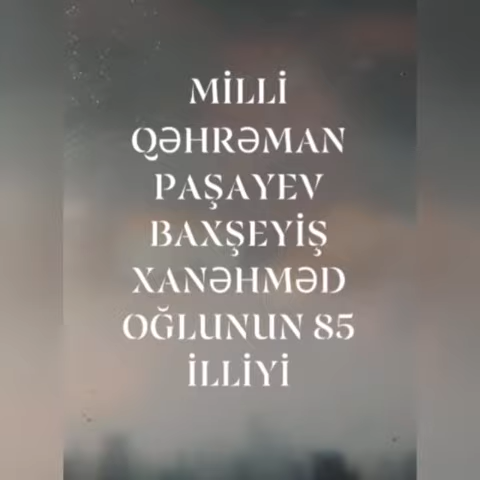 MİLLİ
QƏHRƏMAN
PAŞAYEV
BAXŞEYİŞ
XANƏHMƏD
OĞLUNUN 85
İLLİYİ